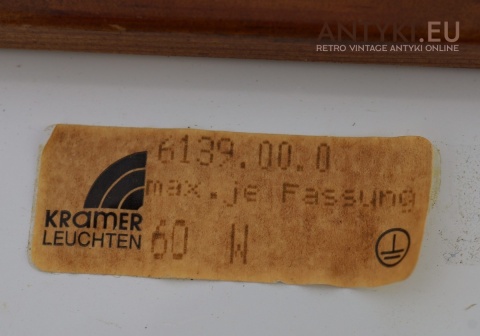 ANTYKI.EU
RETRO VINTAGE ANTYKI ONLINE
6139.00.0
max.je Fassung
60 W
KRAMER
LEUCHTEN